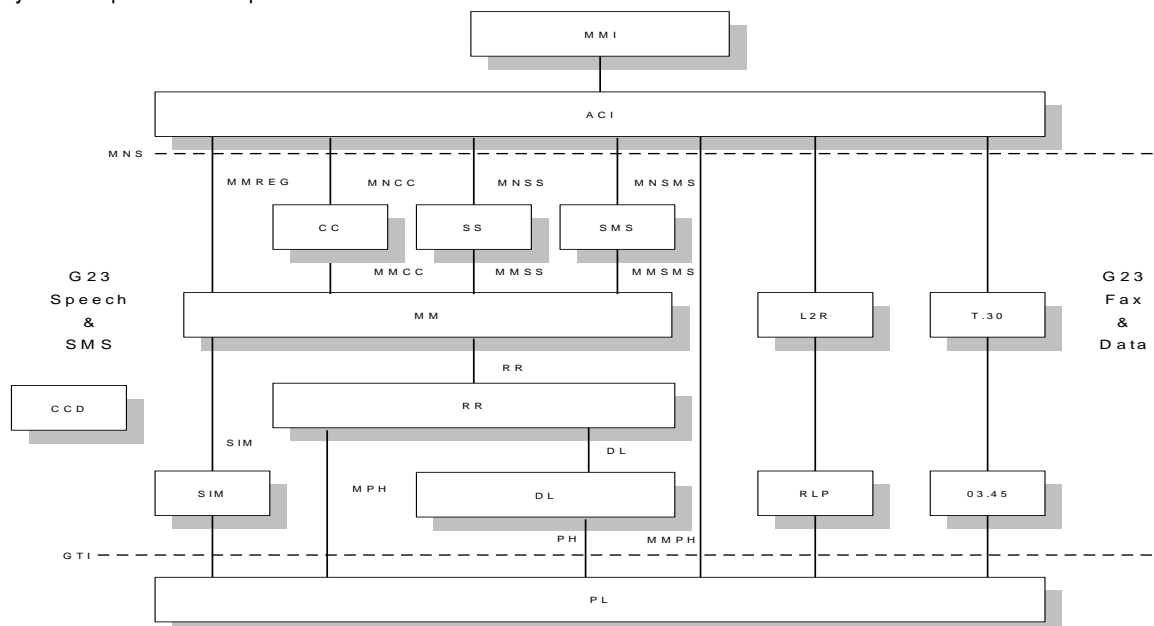 MMI
ACI
MNS
MMREG
MNCC
MNSS
MNSMS
CC
SS
SMS
MMCC
MMSS
MMSMS
G23
Speech
&
SMS
G23
Fax
&
Data
MM
L2R
T.30
RR
RR
CCD
SIM
DL
SIM
MPH
DL
RLP
03.45
PH
MMPH
GTI
PL